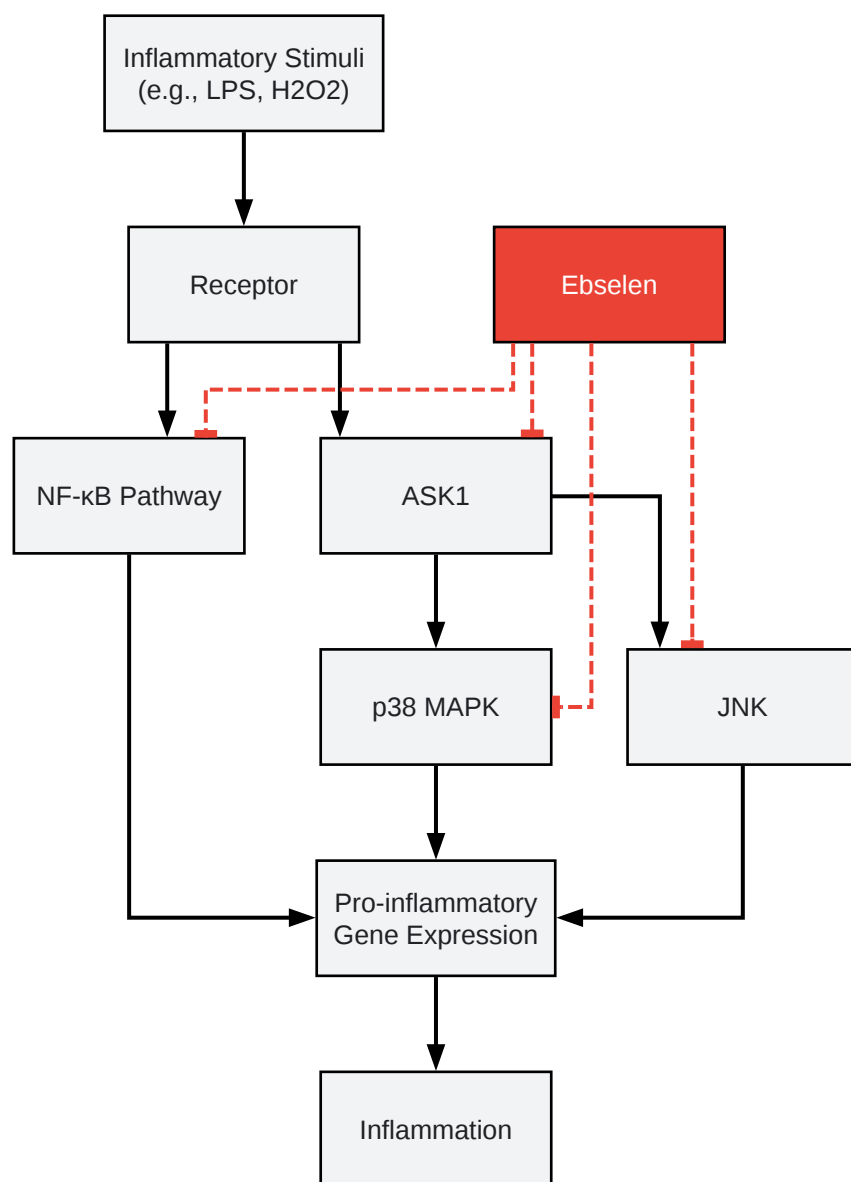 Inflammatory Stimuli
(e.g., LPS, H2O2)
Receptor
Ebselen
NF-κB Pathway
ASK1
p38 MAPK
JNK
Pro-inflammatory
Gene Expression
Inflammation